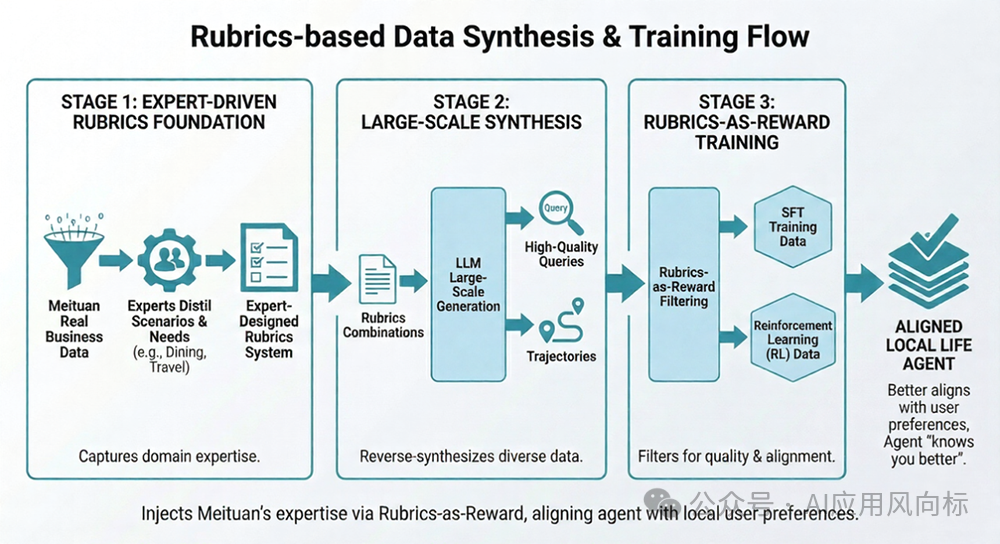 Rubrics-based Data Synthesis & Training Flow
STAGE 1: EXPERT-DRIVEN
RUBRICS FOUNDATION
Meituan
Real
Business
Data
Experts Distil
Scenarios &
Needs
(e.g., Dining,
Travel)
Expert-
Designed
Rubrics
System
Captures domain expertise.
STAGE 2:
LARGE-SCALE SYNTHESIS
Rubrics
Combinations
LLM
Large-
Scale
Generation
Query
High-Quality
Queries
Trajectories
Reverse-synthesizes diverse data.
STAGE 3:
RUBRICS-AS-REWARD
TRAINING
Rubrics-
as-Reward
Filtering
SFT
Training
Data
Reinforcement
Learning
(RL) Data
Filters for quality & alignment.
ALIGNED
LOCAL LIFE
AGENT
Better aligns
with user
preferences,
Agent “knows
you better”.
Injects Meituan's expertise via Rubrics-as-Reward, aligning agent with local user preferences.
公众号 · AI应用风向标